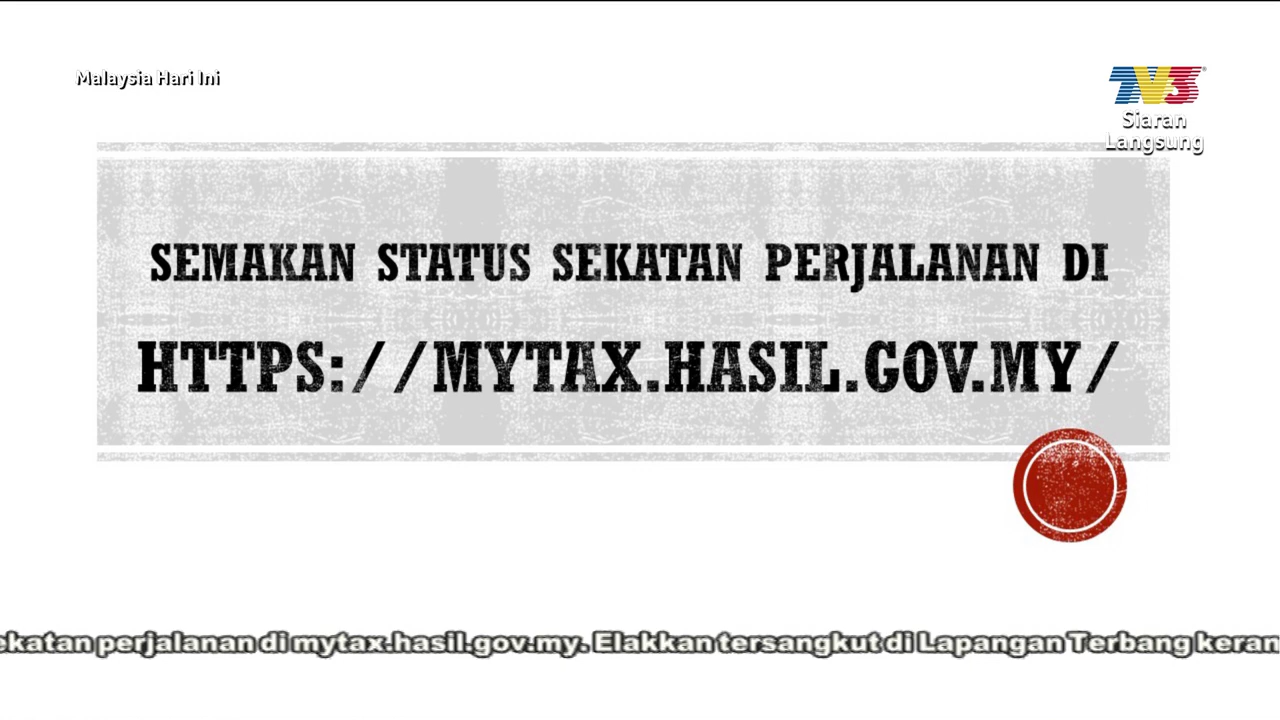 Malaysia Hari Ini
TV3
Siaran
Langsung
SEMAKAN STATUS SEKATAN PERJALANAN DI
HTTPS://MYTAX.HASIL.GOV.MY/
perjalanan di mytax.hasil.gov.my. Elakkan tersangkut di Lapangan Terbang